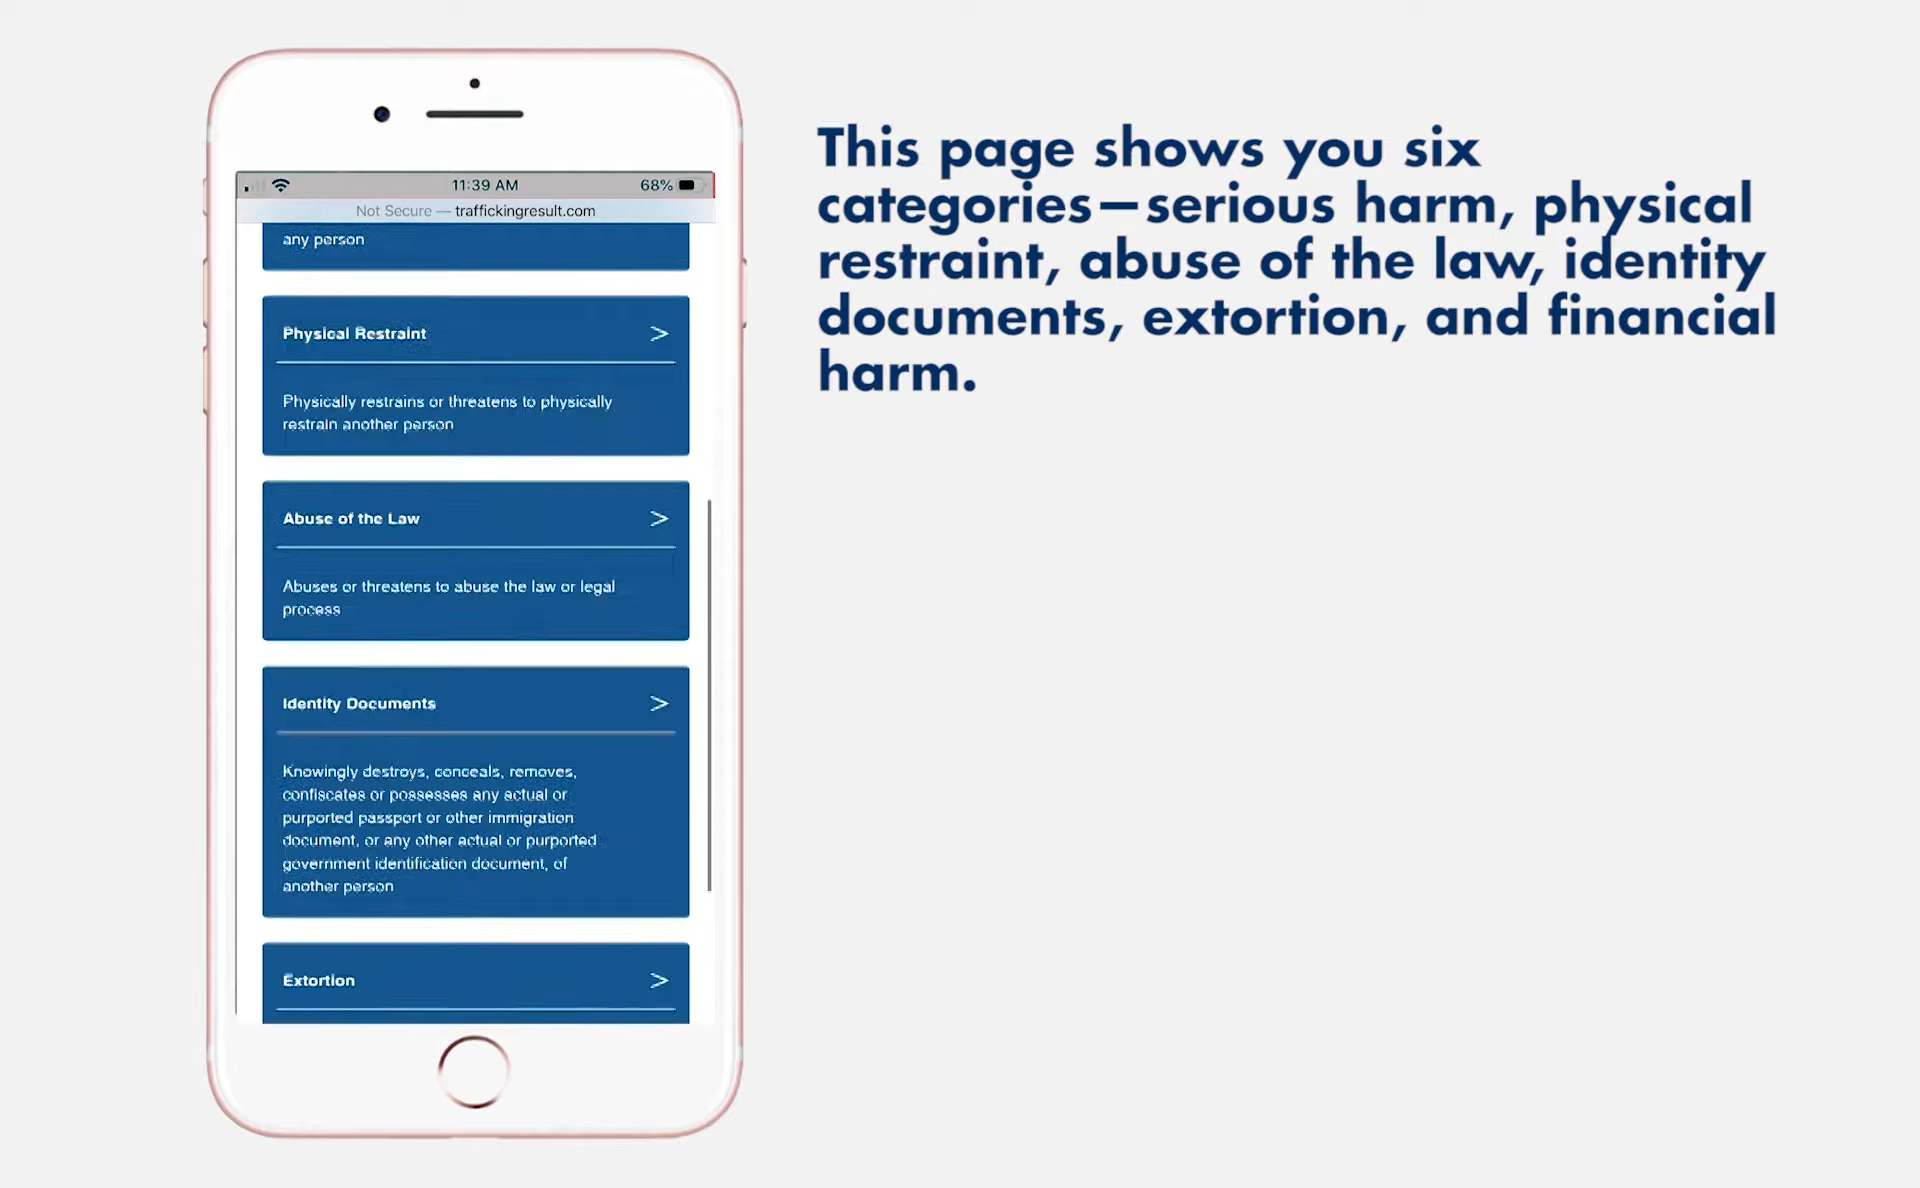 11:39 AM
68%
Not Secure — traffickingresult.com
any person
Physical Restraint >
Physically restrains or threatens to physically
restrain another person
Abuse of the Law >
Abuses or threatens to abuse the law or legal
process
Identity Documents >
Knowingly destroys, conceals, removes,
confiscates or possesses any actual or
purported passport or other immigration
document, or any other actual or purported
government identification document, of
another person
Extortion >
This page shows you six
categories—serious harm, physical
restraint, abuse of the law, identity
documents, extortion, and financial
harm.